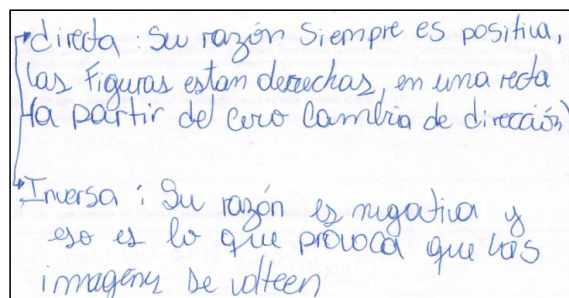 directa : Su razón siempre es positiva,
las Figuras estan derechas, en una recta
(a partir de cero cambia de dirección)
Inversa : Su razón es negativa y
eso es lo que provoca que las
imagenes se volteen